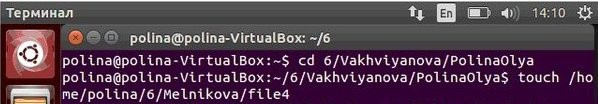 Терминал
En
14:10
polina@polina-VirtualBox: ~/6
polina@polina-VirtualBox:~$ cd 6/Vakhviyanova/PolinaOlya
polina@polina-VirtualBox:~/6/Vakhviyanova/PolinaOlya$ touch /ho
me/polina/6/Melnikova/file4